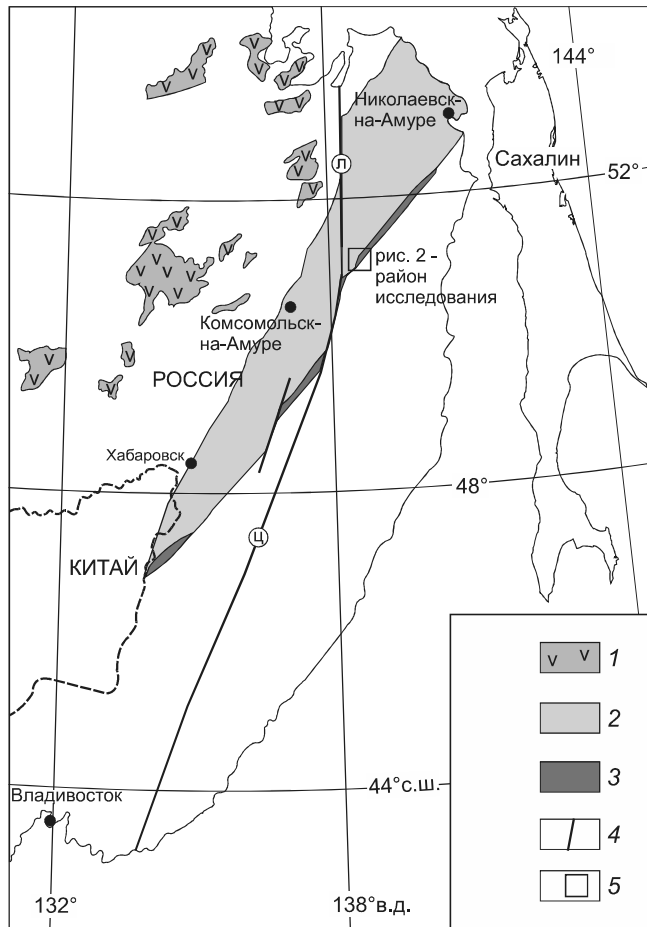 144°
Николаевск-
на-Амуре
Сахалин
Л
52°
рис. 2 -
район
исследования
Комсомольск-
на-Амуре
РОССИЯ
Хабаровск
48°
Ц
КИТАЙ
v v 1
2
3
44°с.ш.
Владивосток
4
5
132°
138°в.д.